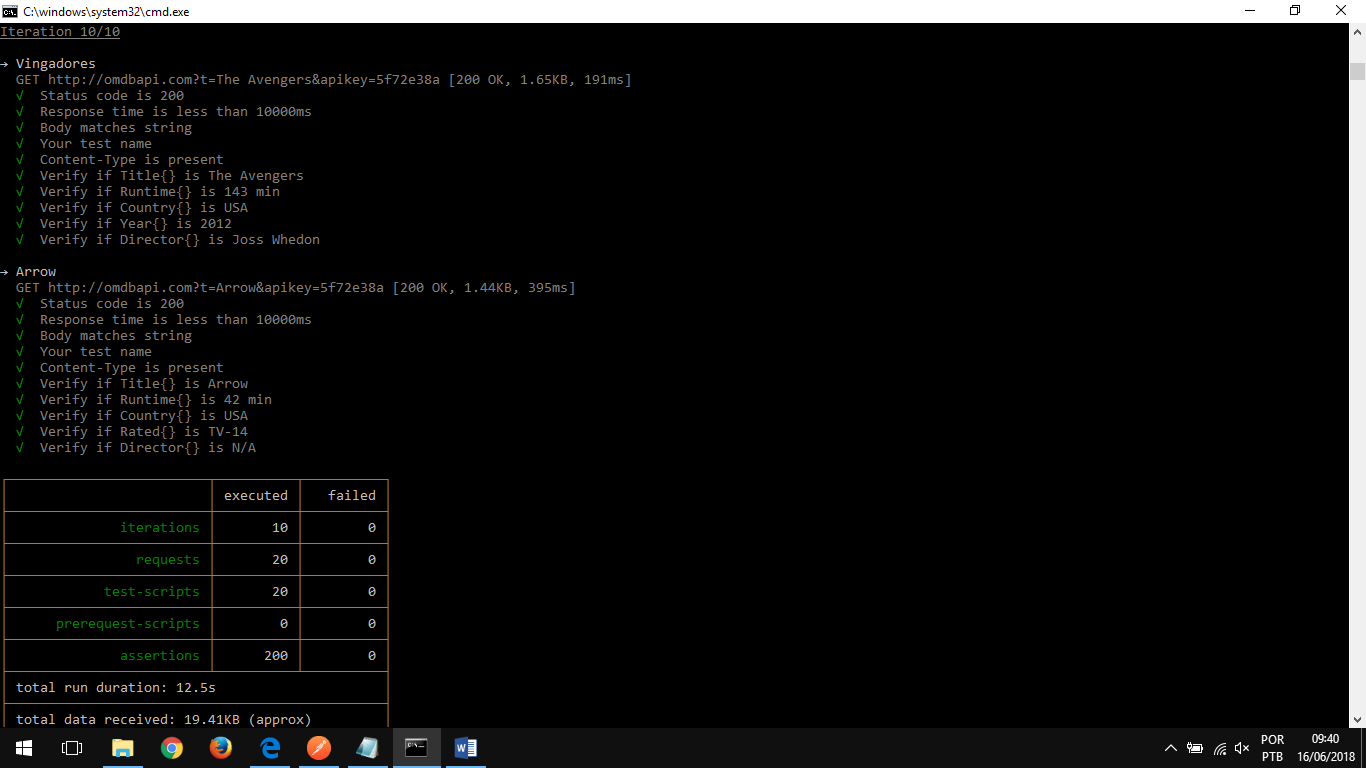 C:\windows\system32\cmd.exe
Iteration 10/10
→ Vingadores
GET http://omdbapi.com?t=The Avengers&apikey=5f72e38a [200 OK, 1.65KB, 191ms]
√ Status code is 200
√ Response time is less than 10000ms
√ Body matches string
√ Your test name
√ Content-Type is present
√ Verify if Title{} is The Avengers
√ Verify if Runtime{} is 143 min
√ Verify if Country{} is USA
√ Verify if Year{} is 2012
√ Verify if Director{} is Joss Whedon
→ Arrow
GET http://omdbapi.com?t=Arrow&apikey=5f72e38a [200 OK, 1.44KB, 395ms]
√ Status code is 200
√ Response time is less than 10000ms
√ Body matches string
√ Your test name
√ Content-Type is present
√ Verify if Title{} is Arrow
√ Verify if Runtime{} is 42 min
√ Verify if Country{} is USA
√ Verify if Rated{} is TV-14
√ Verify if Director{} is N/A
executed failed
iterations 10 0
requests 20 0
test-scripts 20 0
prerequest-scripts 0 0
assertions 200 0
total run duration: 12.5s
total data received: 19.41KB (approx)
POR 09:40
PTB 16/06/2018